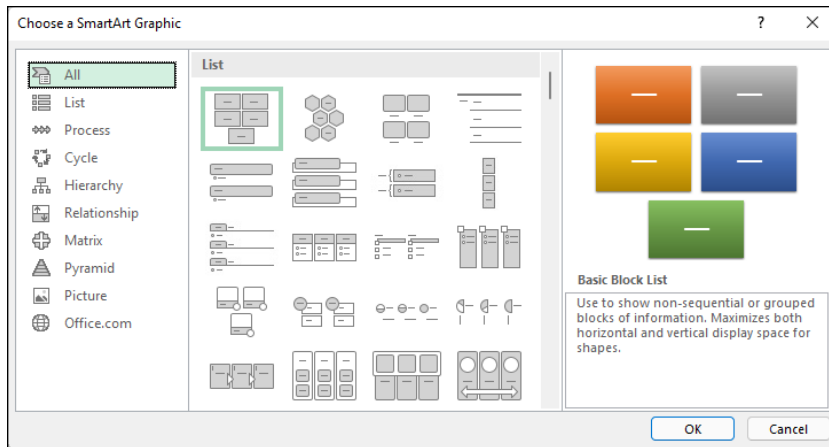 Choose a SmartArt Graphic
?
All
List
Process
Cycle
Hierarchy
Relationship
Matrix
Pyramid
Picture
Office.com
List
Basic Block List
Use to show non-sequential or grouped
blocks of information. Maximizes both
horizontal and vertical display space for
shapes.
OK
Cancel